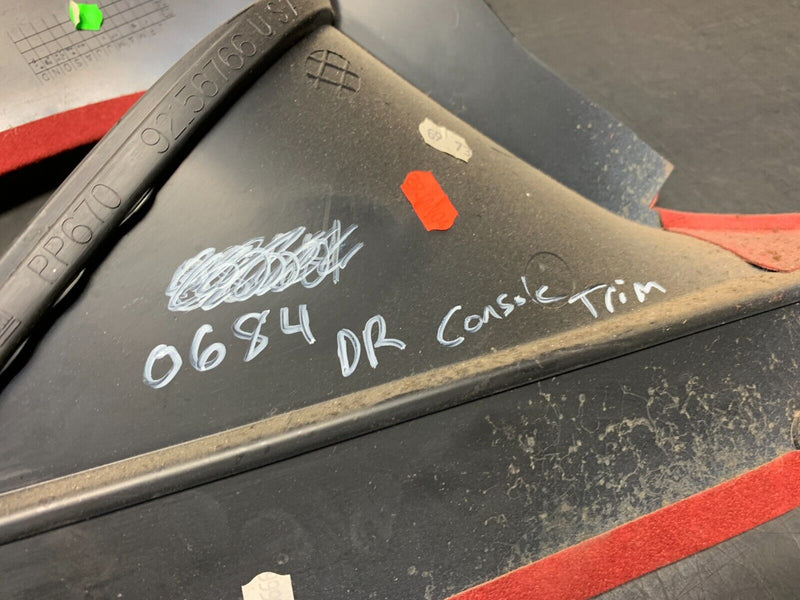 F M A M J J A S O N D
PP670 92256766 USA
0684 DR Console Trim